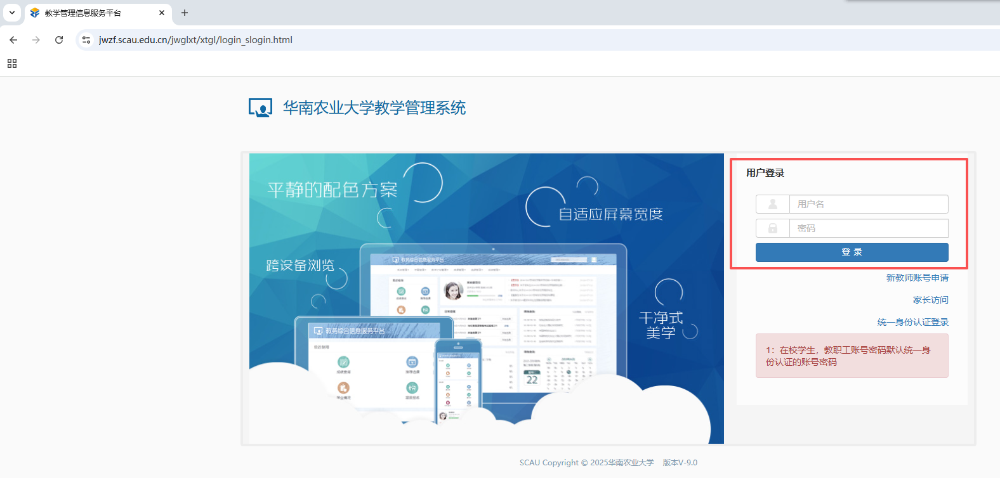 教学管理信息服务平台
jwzf.scau.edu.cn/jwglxt/xtgl/login_slogin.html
华南农业大学教学管理系统
平静的配色方案
自适应屏幕宽度
跨设备浏览
干净式
美学
教务综合信息服务平台
教务综合信息服务平台
22
用户登录
用户名
密码
登 录
新教师账号申请
家长访问
统一身份认证登录
1：在校学生，教职工账号密码默认统一身
份认证的账号密码
SCAU Copyright © 2025华南农业大学 版本V-9.0